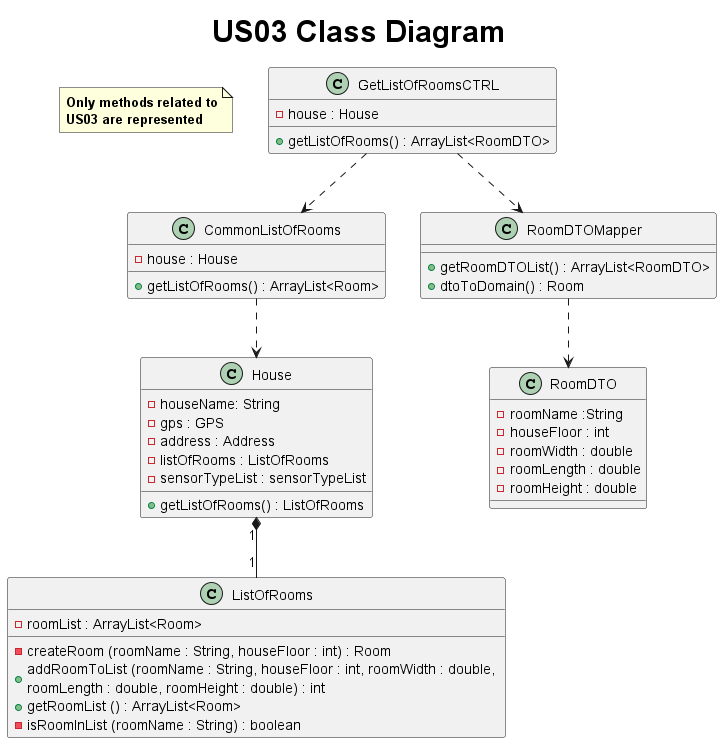 US03 Class Diagram
Only methods related to
US03 are represented
C GetListOfRoomsCTRL
house : House
getListOfRooms() : ArrayList<RoomDTO>
C CommonListOfRooms
house : House
getListOfRooms() : ArrayList<Room>
C RoomDTOMapper
getRoomDTOList() : ArrayList<RoomDTO>
dtoToDomain() : Room
C House
houseName: String
gps : GPS
address : Address
listOfRooms : ListOfRooms
sensorTypeList : sensorTypeList
getListOfRooms() : ListOfRooms
C RoomDTO
roomName :String
houseFloor : int
roomWidth : double
roomLength : double
roomHeight : double
1
1
C ListOfRooms
roomList : ArrayList<Room>
createRoom (roomName : String, houseFloor : int) : Room
addRoomToList (roomName : String, houseFloor : int, roomWidth : double,
roomLength : double, roomHeight : double) : int
getRoomList () : ArrayList<Room>
isRoomInList (roomName : String) : boolean